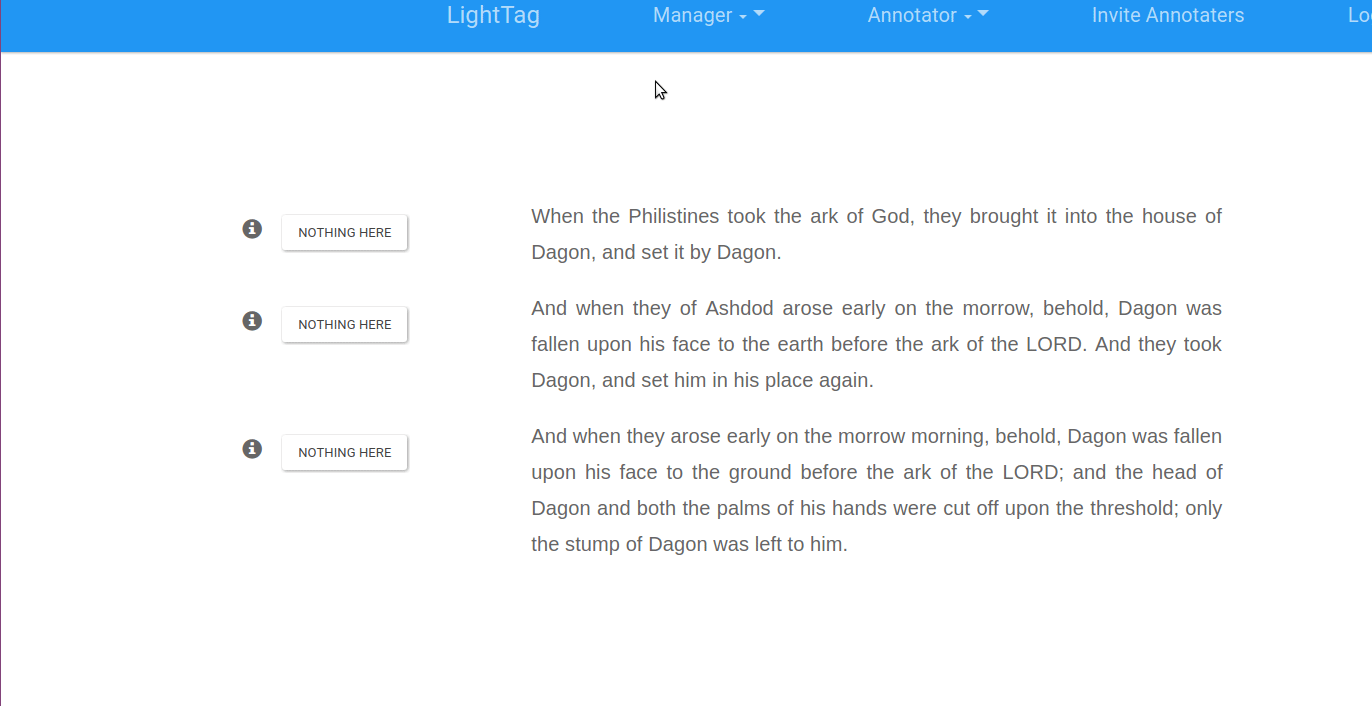 LightTag Manager Annotator Invite Annotaters
NOTHING HERE
When the Philistines took the ark of God, they brought it into the house of
Dagon, and set it by Dagon.
NOTHING HERE
And when they of Ashdod arose early on the morrow, behold, Dagon was
fallen upon his face to the earth before the ark of the LORD. And they took
Dagon, and set him in his place again.
NOTHING HERE
And when they arose early on the morrow morning, behold, Dagon was fallen
upon his face to the ground before the ark of the LORD; and the head of
Dagon and both the palms of his hands were cut off upon the threshold; only
the stump of Dagon was left to him.